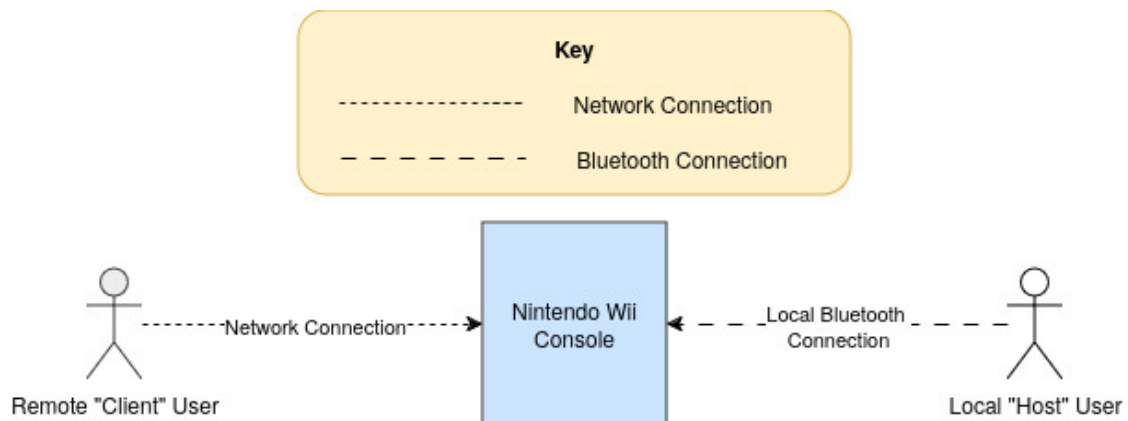 Key
Network Connection
Bluetooth Connection
Network Connection
Nintendo Wii
Console
Local Bluetooth
Connection
Remote "Client" User
Local "Host" User